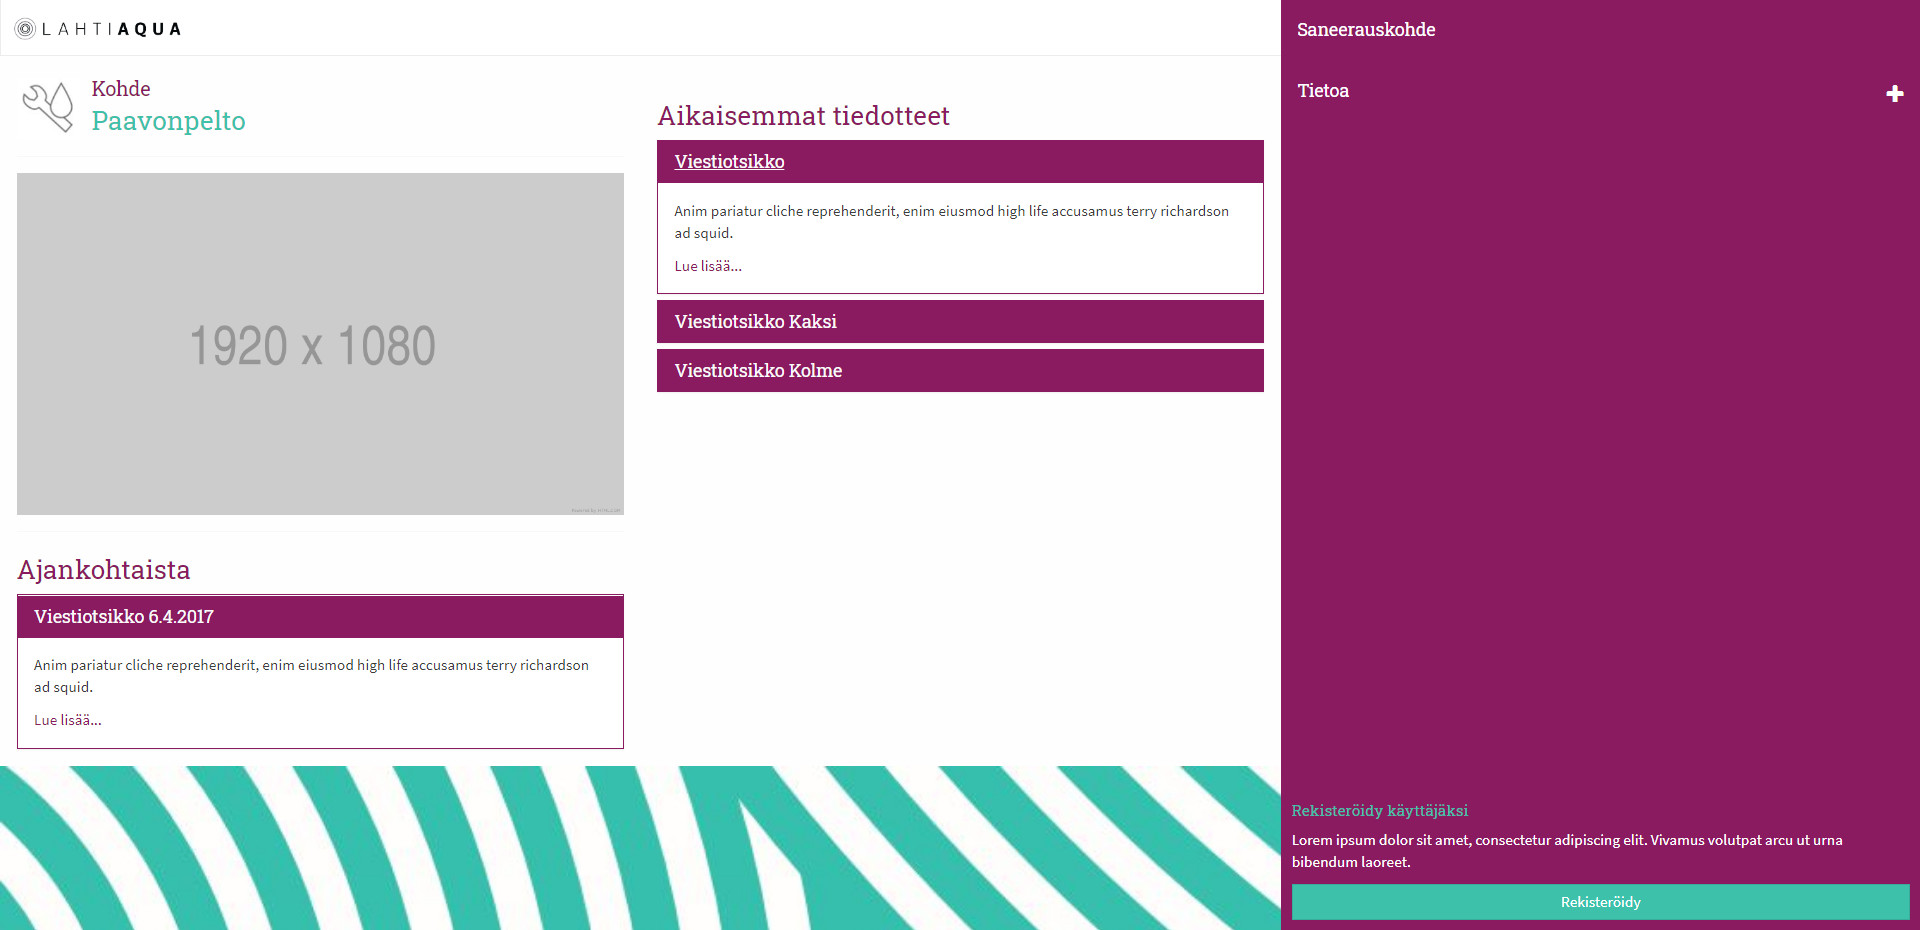 LAHTIAQUA
Kohde
Paavonpelto
1920 x 1080
Ajankohtaista
Viestiotsikko 6.4.2017
Anim pariatur cliche reprehenderit, enim eiusmod high life accusamus terry richardson
ad squid.
Lue lisää...
Aikaisemmat tiedotteet
Viestiotsikko
Anim pariatur cliche reprehenderit, enim eiusmod high life accusamus terry richardson
ad squid.
Lue lisää...
Viestiotsikko Kaksi
Viestiotsikko Kolme
Saneerauskohde
Tietoa
Rekisteröidy käyttäjäksi
Lorem ipsum dolor sit amet, consectetur adipiscing elit. Vivamus volutpat arcu ut urna
bibendum laoreet.
Rekisteröidy